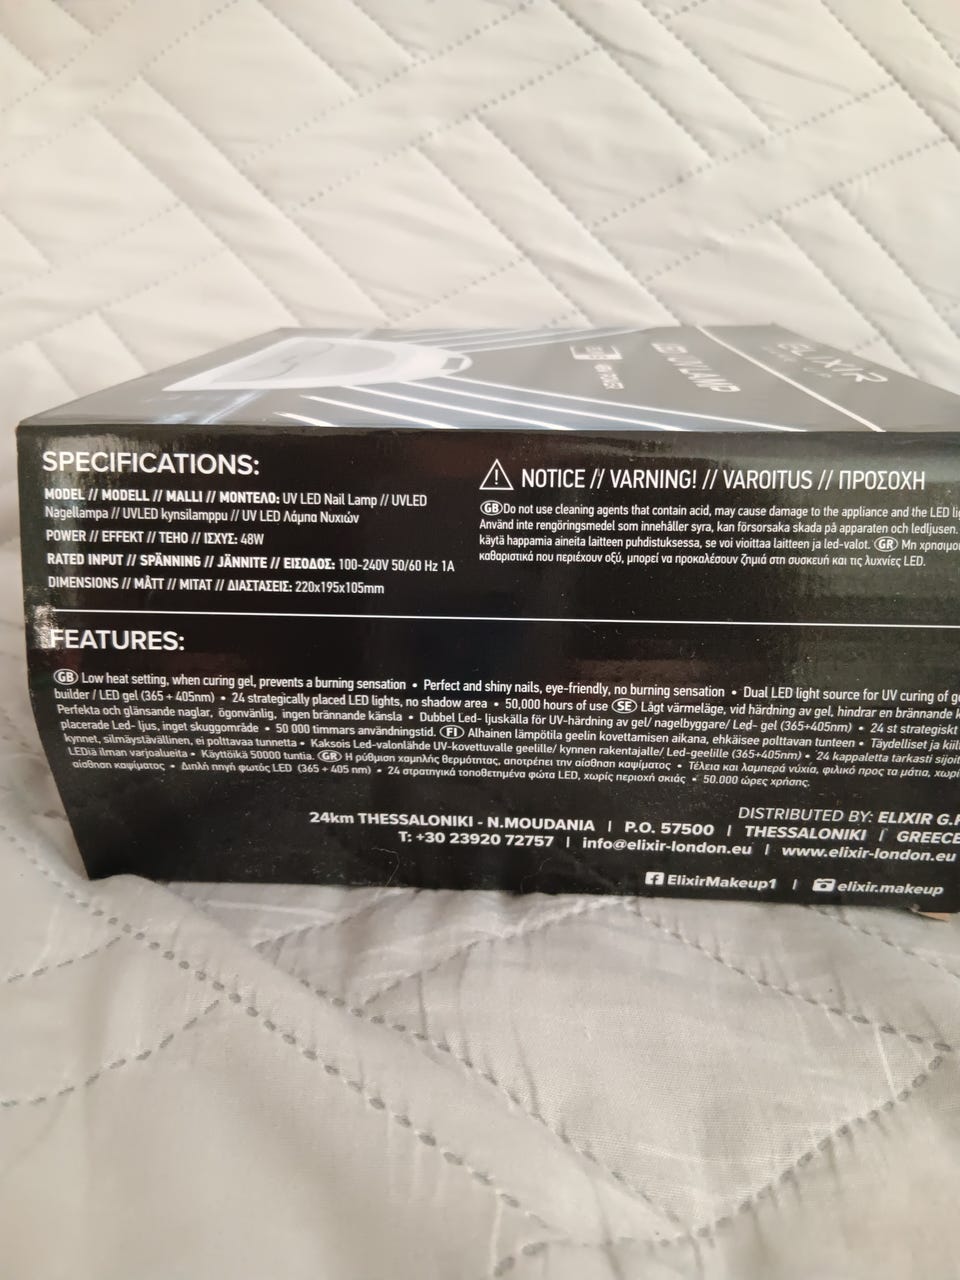 ELIXIR
UV LAMP
SPECIFICATIONS:
MODEL // MODELL // MALLI // ΜΟΝΤΕΛΟ: UV LED Nail Lamp // UVLED
Nagellampa // UVLED kynsilamppu // UV LED Λάμπα Νυχιών
POWER // EFFEKT // TEHO // ΙΣΧΥΣ: 48W
RATED INPUT // SPÄNNING // JÄNNITE // ΕΙΣΟΔΟΣ: 100-240V 50/60 Hz 1A
DIMENSIONS // MÅTT // MITAT // ΔΙΑΣΤΑΣΕΙΣ: 220x195x105mm
NOTICE // VARNING! // VAROITUS // ΠΡΟΣΟΧΗ
GB Do not use cleaning agents that contain acid, may cause damage to the appliance and the LED
Använd inte rengöringsmedel som innehåller syra, kan försorsaka skada på apparaten och ledljusen.
käytä happamia aineita laitteen puhdistuksessa, se voi vioittaa laitteen ja led-valot. GR Μην
καθαριστικά που περιέχουν οξύ, μπορεί να προκαλέσουν ζημιά στη συσκευή και τις λυχνίες LED.
FEATURES:
GB Low heat setting, when curing gel, prevents a burning sensation • Perfect and shiny nails, eye-friendly, no burning sensation • Dual LED light source for UV curing of
builder / LED gel (365 + 405nm) • 24 strategically placed LED lights, no shadow area • 50,000 hours of use SE Lågt värmeläge, vid härdning av gel, hindrar en brännande
Perfekta och glänsande naglar, ögonvänlig, ingen brännande känsla • Dubbel Led- ljuskälla för UV-härdning av gel/ nagelbyggare/ Led- gel (365+405nm) • 24 st strategiskt
placerade Led- ljus, inget skuggområde • 50 000 timmars användningstid. FI Alhainen lämpötila geelin kovettamisen aikana, ehkäisee polttavan tunteen • Täydelliset ja
kynnet, silmäystävällinen, ei polttavaa tunnetta • Kaksois Led-valonlähde UV-kovettuvalle geelille/ kynnen rakentajalle/ Led-geelille (365+405nm) • 24 kappaletta tarkasti
LEDiä ilman varjoalueita • Käyttöikä 50000 tuntia. GR Η ρύθμιση χαμηλής θερμότητας, αποτρέπει την αίσθηση καψίματος • Τέλεια και λαμπερά νύχια, φιλικό προς τα μάτια, χωρίς
αίσθηση καψίματος • Διπλή πηγή φωτός LED (365 + 405 nm) • 24 στρατηγικά τοποθετημένα φώτα LED, χωρίς περιοχή σκιάς • 50.000 ώρες χρήσης.
DISTRIBUTED BY: ELIXIR
24km THESSALONIKI - N.MOUDANIA | P.O. 57500 | THESSALONIKI | GREECE
T: +30 23920 72757 | info@elixir-london.eu | www.elixir-london.eu
ElixirMakeup1 | elixir.makeup